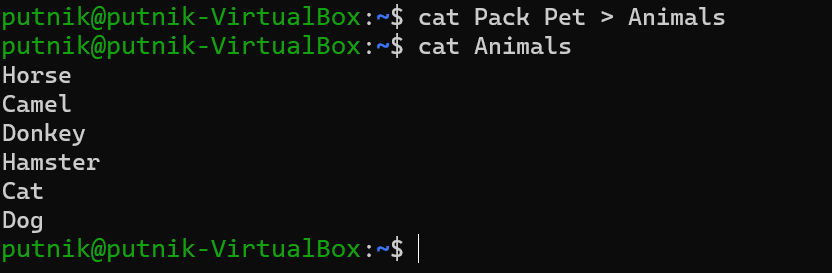 putnik@putnik-VirtualBox:~$ cat Pack Pet > Animals
putnik@putnik-VirtualBox:~$ cat Animals
Horse
Camel
Donkey
Hamster
Cat
Dog
putnik@putnik-VirtualBox:~$